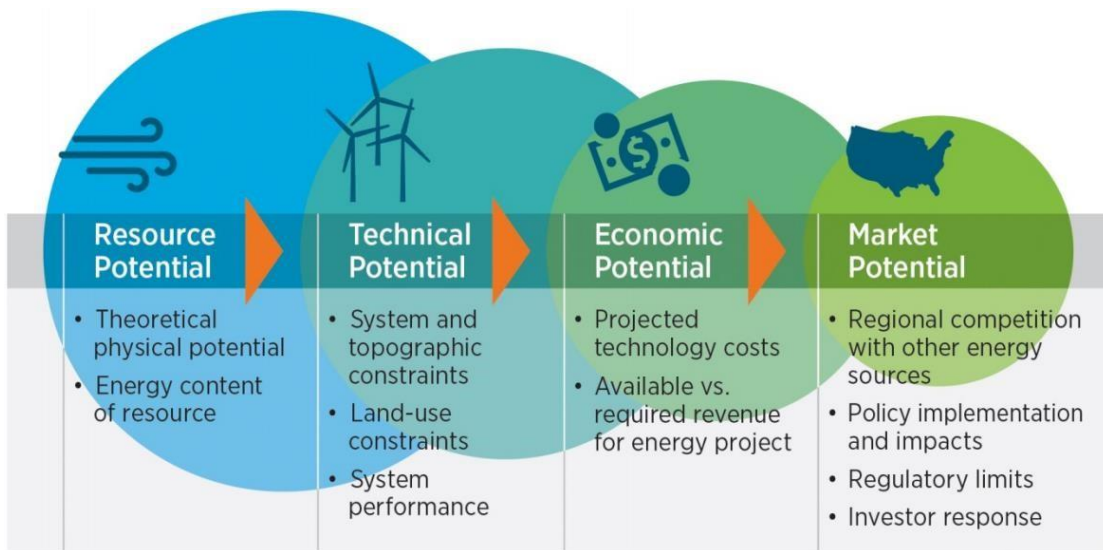 Resource
Potential
• Theoretical
physical potential
• Energy content
of resource
Technical
Potential
• System and
topographic
constraints
• Land-use
constraints
• System
performance
Economic
Potential
• Projected
technology costs
• Available vs.
required revenue
for energy project
Market
Potential
• Regional competition
with other energy
sources
• Policy implementation
and impacts
• Regulatory limits
• Investor response
$